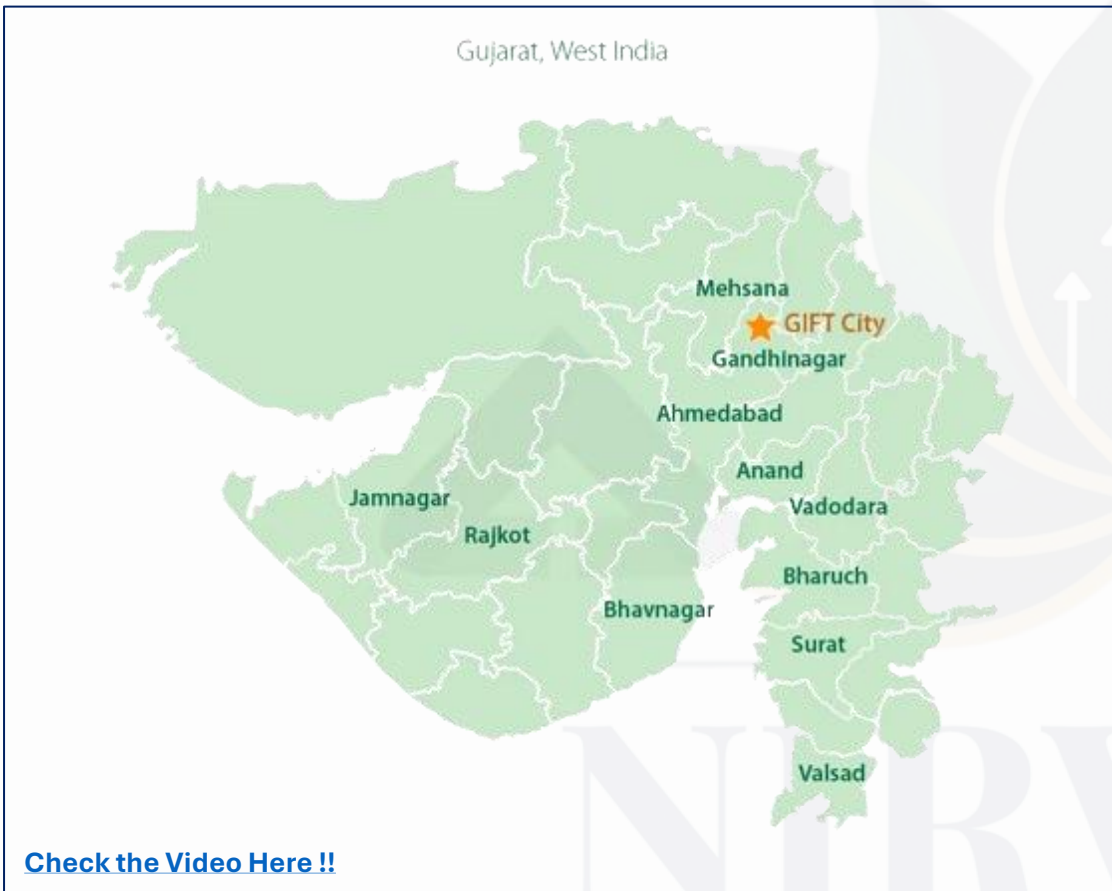 Gujarat, West India
Mehsana
GIFT City
Gandhinagar
Ahmedabad
Anand
Jamnagar
Vadodara
Rajkot
Bharuch
Bhavnagar
Surat
Valsad
Check the Video Here !!